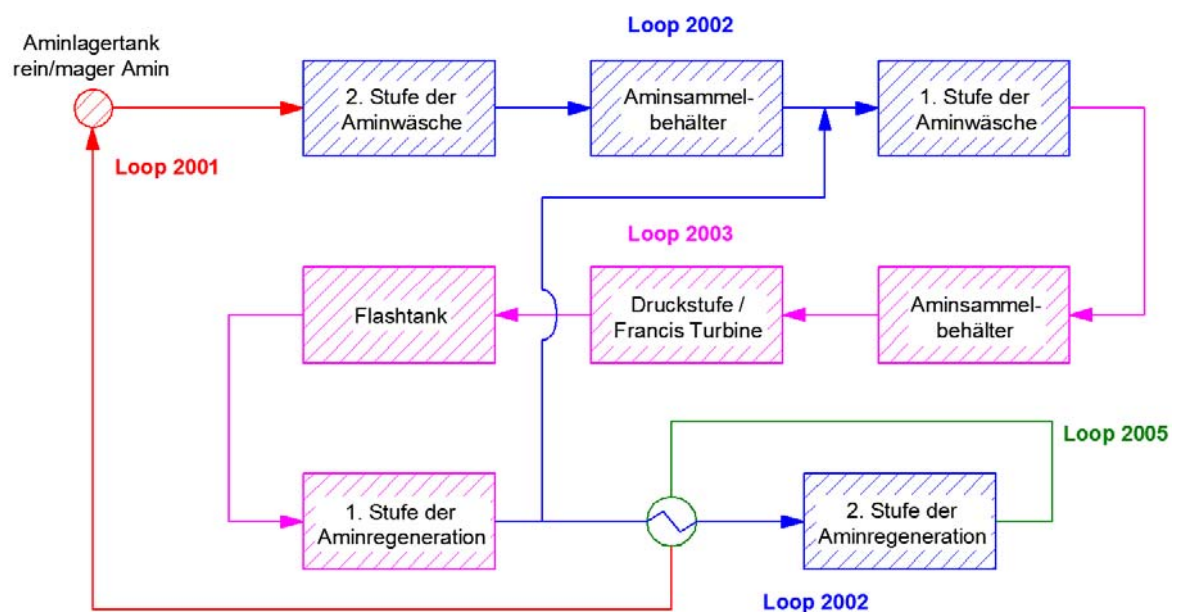 Loop 2002
Aminlagertank
rein/mager Amin
2. Stufe der
Aminwäsche
Aminsammel-
behälter
1. Stufe der
Aminwäsche
Loop 2001
Loop 2003
Flashtank
Druckstufe /
Francis Turbine
Aminsammel-
behälter
Loop 2005
1. Stufe der
Aminregeneration
2. Stufe der
Aminregeneration
Loop 2002